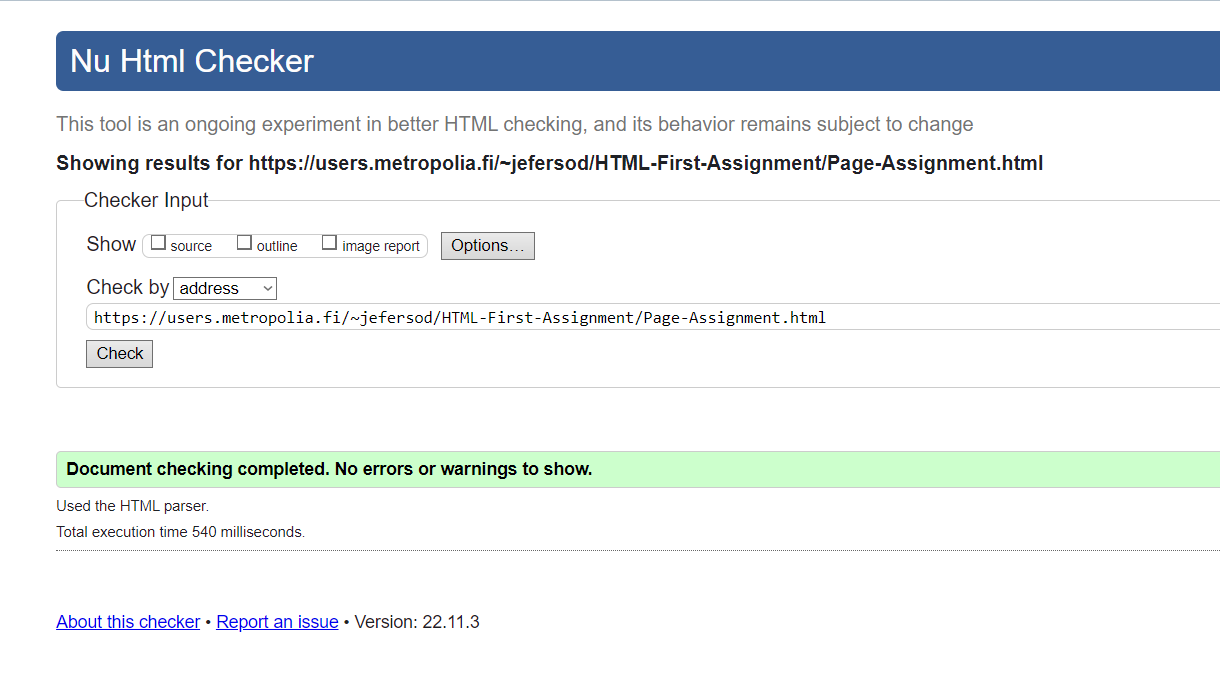 Nu Html Checker
This tool is an ongoing experiment in better HTML checking, and its behavior remains subject to change
Showing results for https://users.metropolia.fi/~jefersod/HTML-First-Assignment/Page-Assignment.html
Checker Input
Show source outline image report Options…
Check by address
https://users.metropolia.fi/~jefersod/HTML-First-Assignment/Page-Assignment.html
Check
Document checking completed. No errors or warnings to show.
Used the HTML parser.
Total execution time 540 milliseconds.
About this checker • Report an issue • Version: 22.11.3